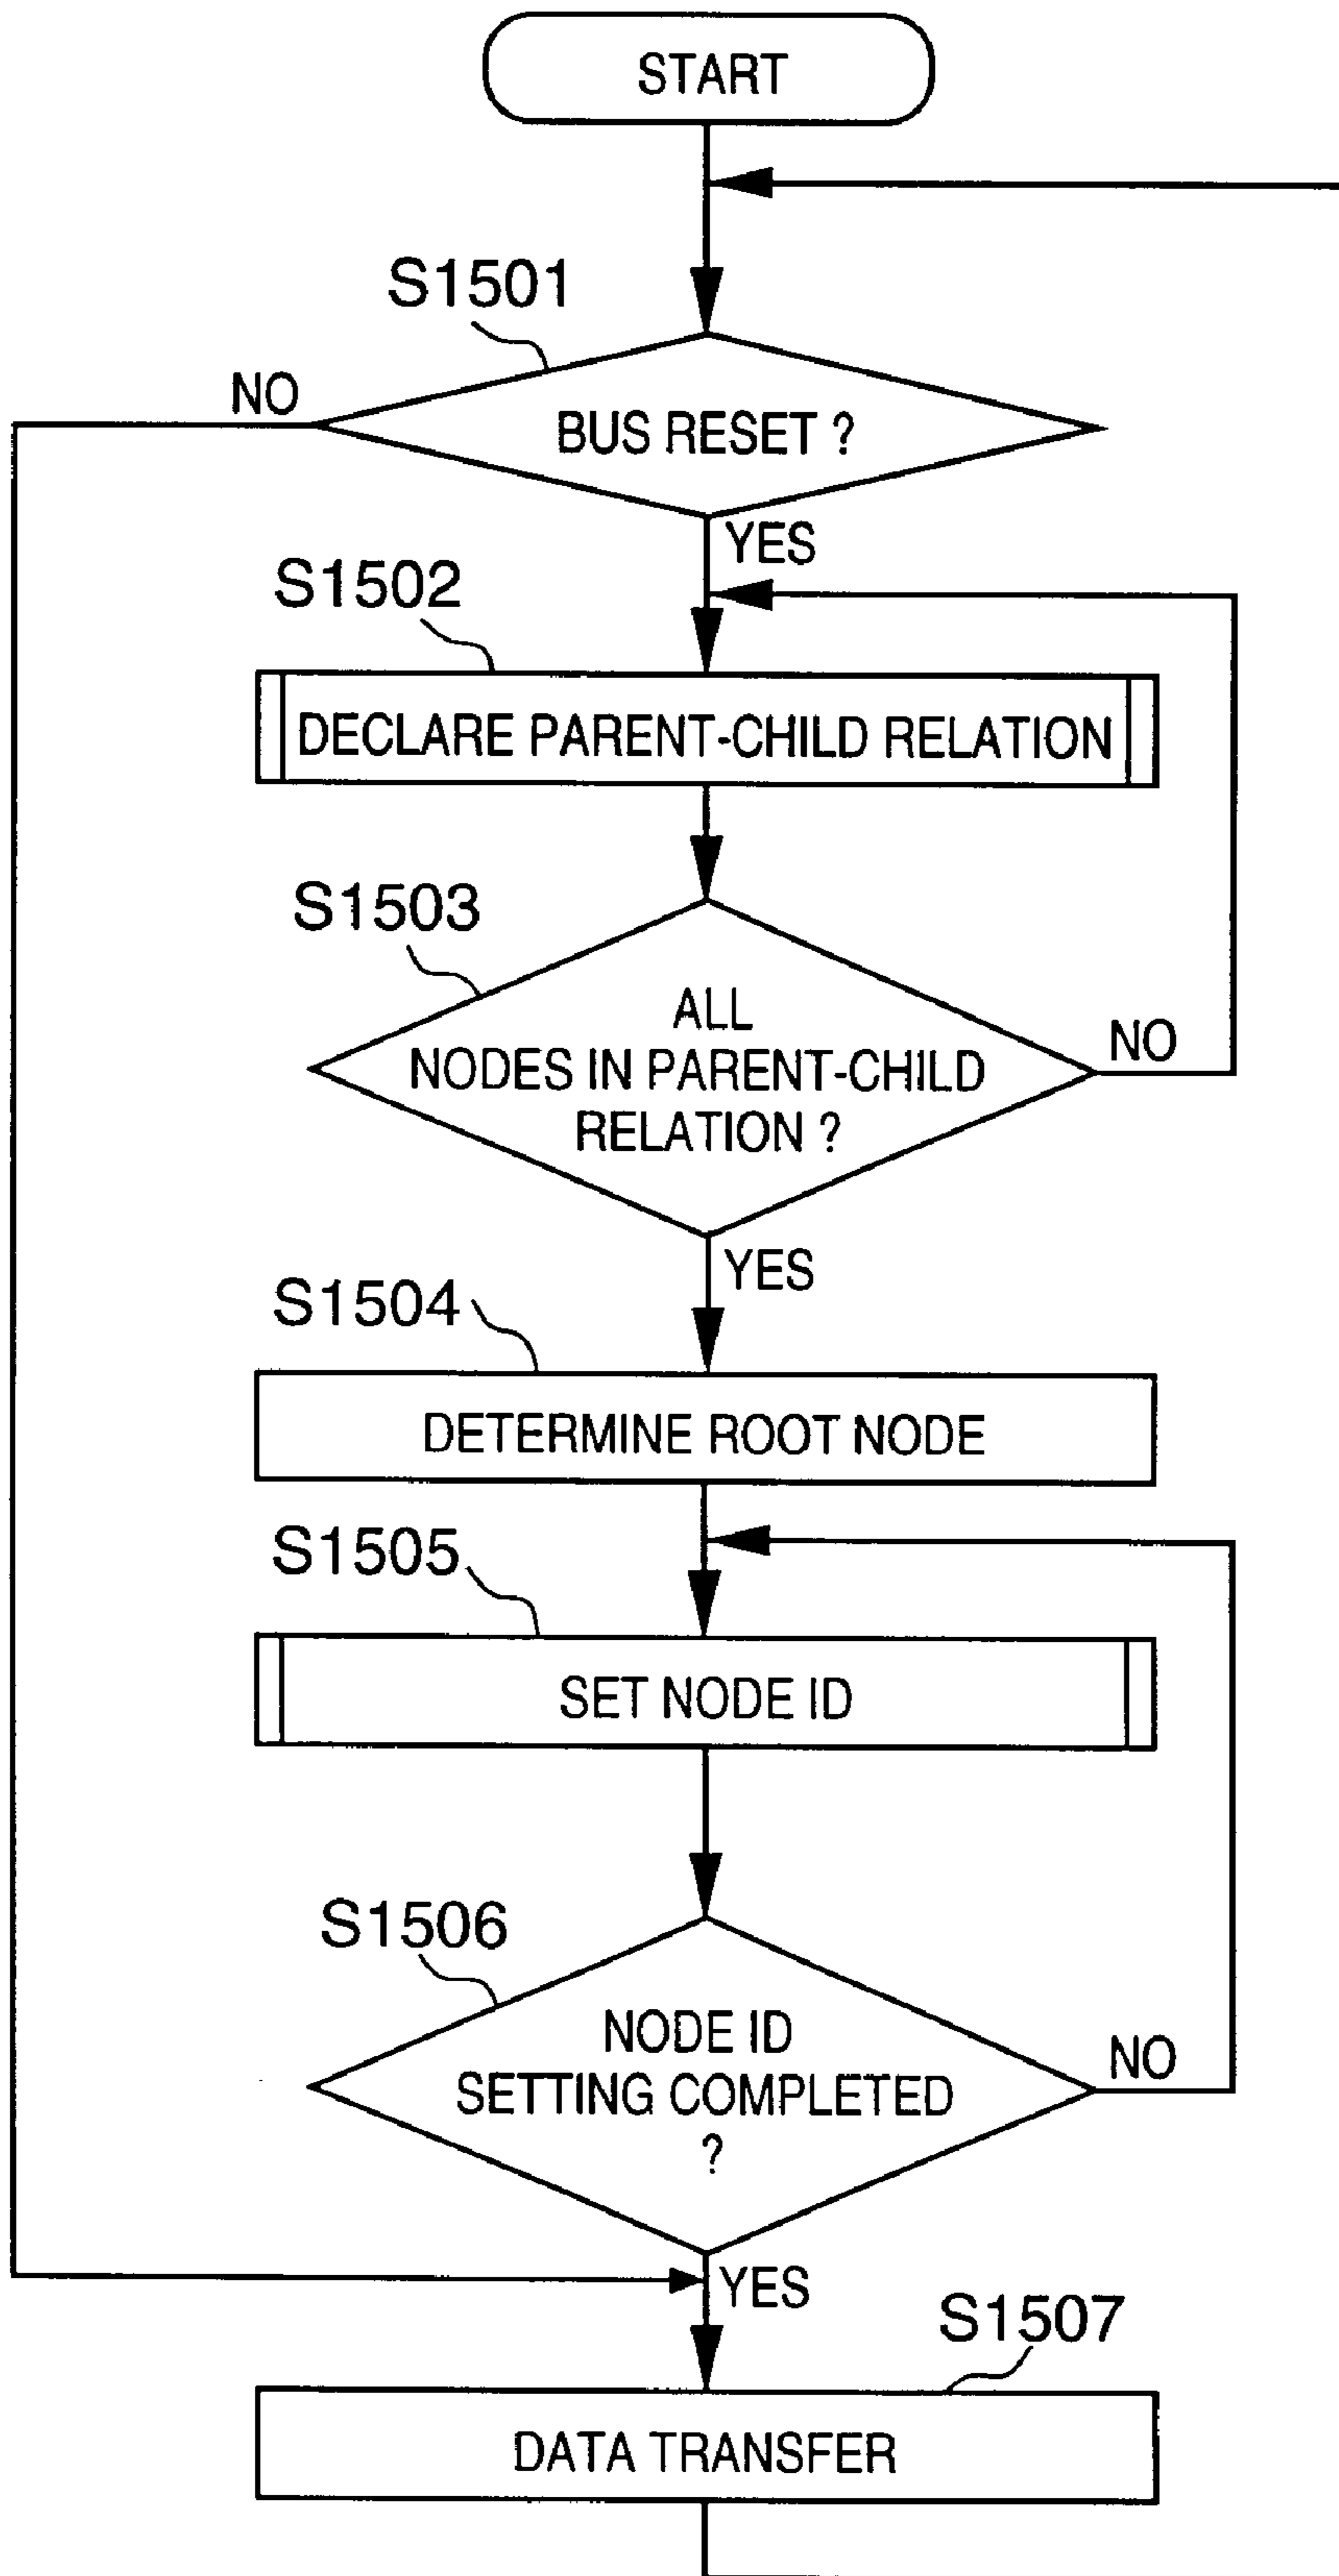 START
S1501
NO
BUS RESET ?
YES
S1502
DECLARE PARENT-CHILD RELATION
S1503
ALL
NODES IN PARENT-CHILD
RELATION ?
NO
YES
S1504
DETERMINE ROOT NODE
S1505
SET NODE ID
S1506
NODE ID
SETTING COMPLETED
?
NO
YES
S1507
DATA TRANSFER